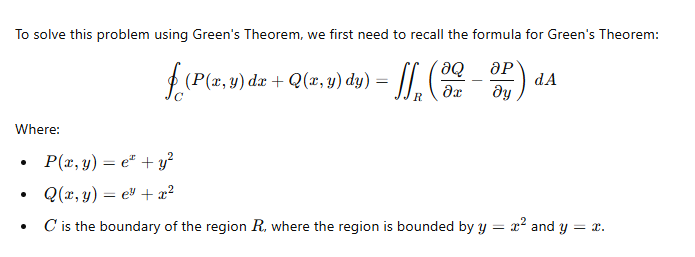 To solve this problem using Green's Theorem, we first need to recall the formula for Green's Theorem:
∮_C (P(x, y) dx + Q(x, y) dy) = ∬_R (∂Q/∂x − ∂P/∂y) dA
Where:
• P(x, y) = e^x + y^2
• Q(x, y) = e^y + x^2
• C is the boundary of the region R, where the region is bounded by y = x^2 and y = x.